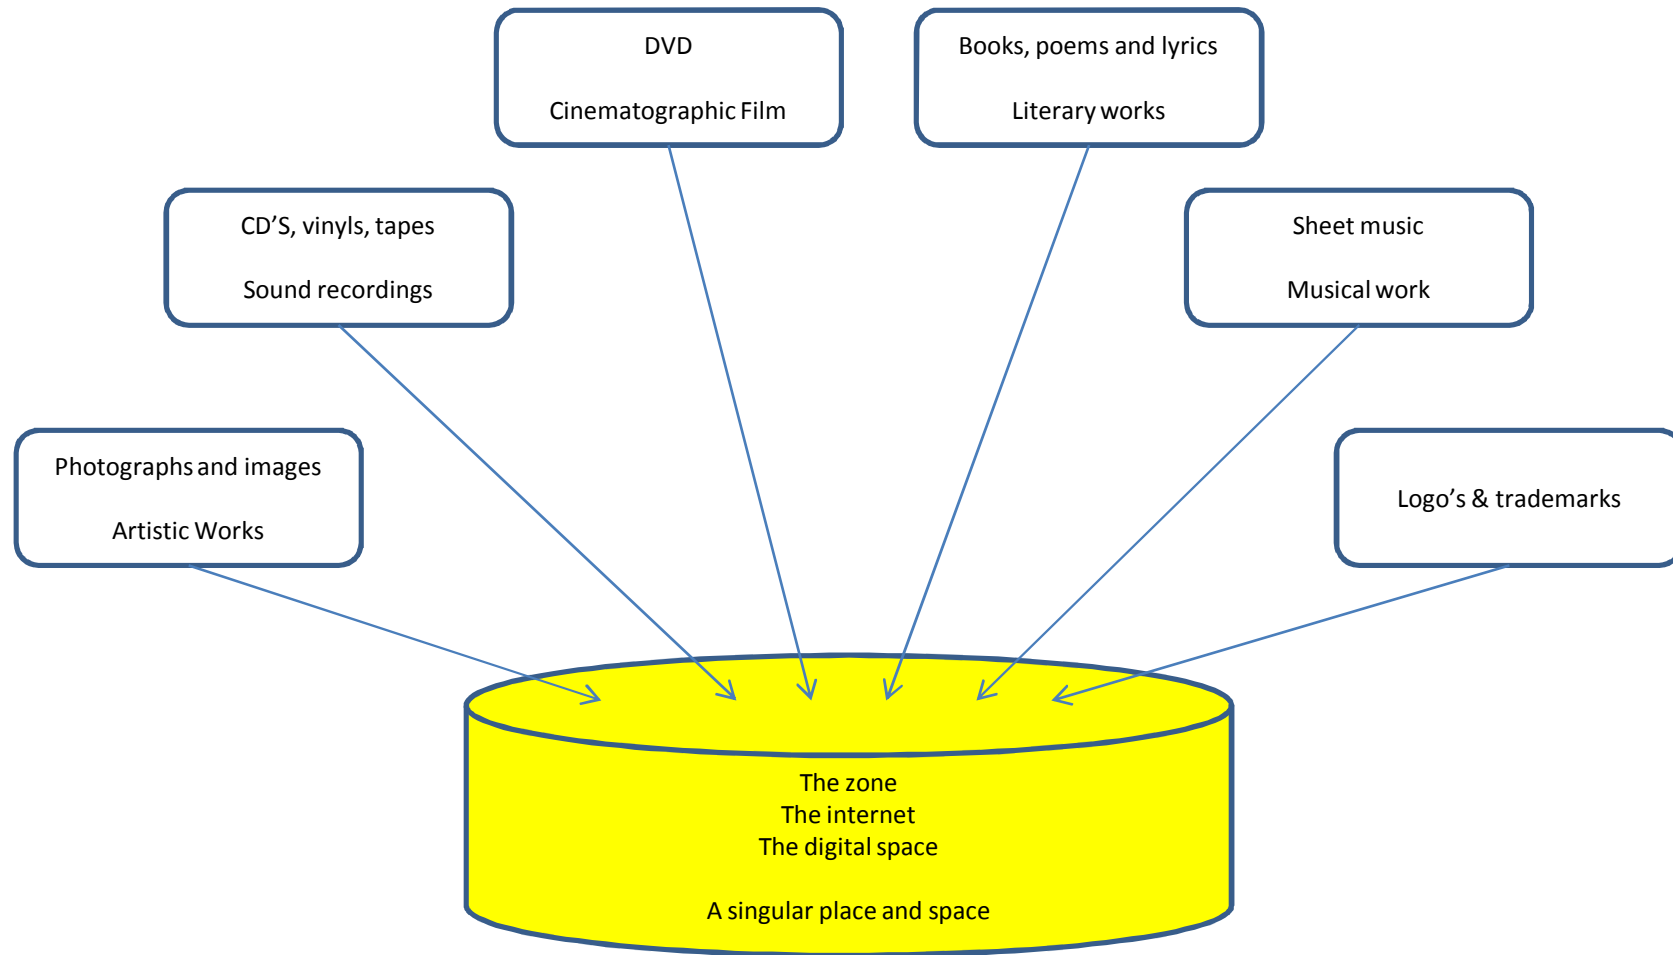 DVD
Cinematographic Film
Books, poems and lyrics
Literary works
CD’S, vinyls, tapes
Sound recordings
Sheet music
Musical work
Photographs and images
Artistic Works
Logo’s & trademarks
The zone
The internet
The digital space
A singular place and space